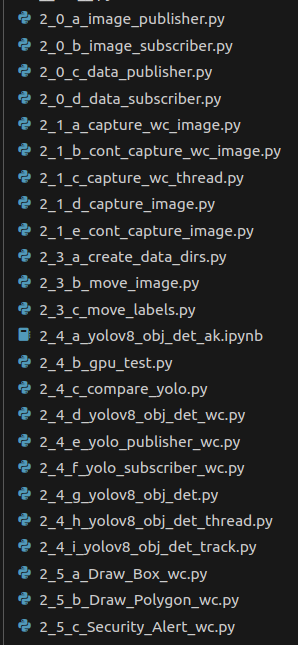 2_0_a_image_publisher.py
2_0_b_image_subscriber.py
2_0_c_data_publisher.py
2_0_d_data_subscriber.py
2_1_a_capture_wc_image.py
2_1_b_cont_capture_wc_image.py
2_1_c_capture_wc_thread.py
2_1_d_capture_image.py
2_1_e_cont_capture_image.py
2_3_a_create_data_dirs.py
2_3_b_move_image.py
2_3_c_move_labels.py
2_4_a_yolov8_obj_det_ak.ipynb
2_4_b_gpu_test.py
2_4_c_compare_yolo.py
2_4_d_yolov8_obj_det_wc.py
2_4_e_yolo_publisher_wc.py
2_4_f_yolo_subscriber_wc.py
2_4_g_yolov8_obj_det.py
2_4_h_yolov8_obj_det_thread.py
2_4_i_yolov8_obj_det_track.py
2_5_a_Draw_Box_wc.py
2_5_b_Draw_Polygon_wc.py
2_5_c_Security_Alert_wc.py